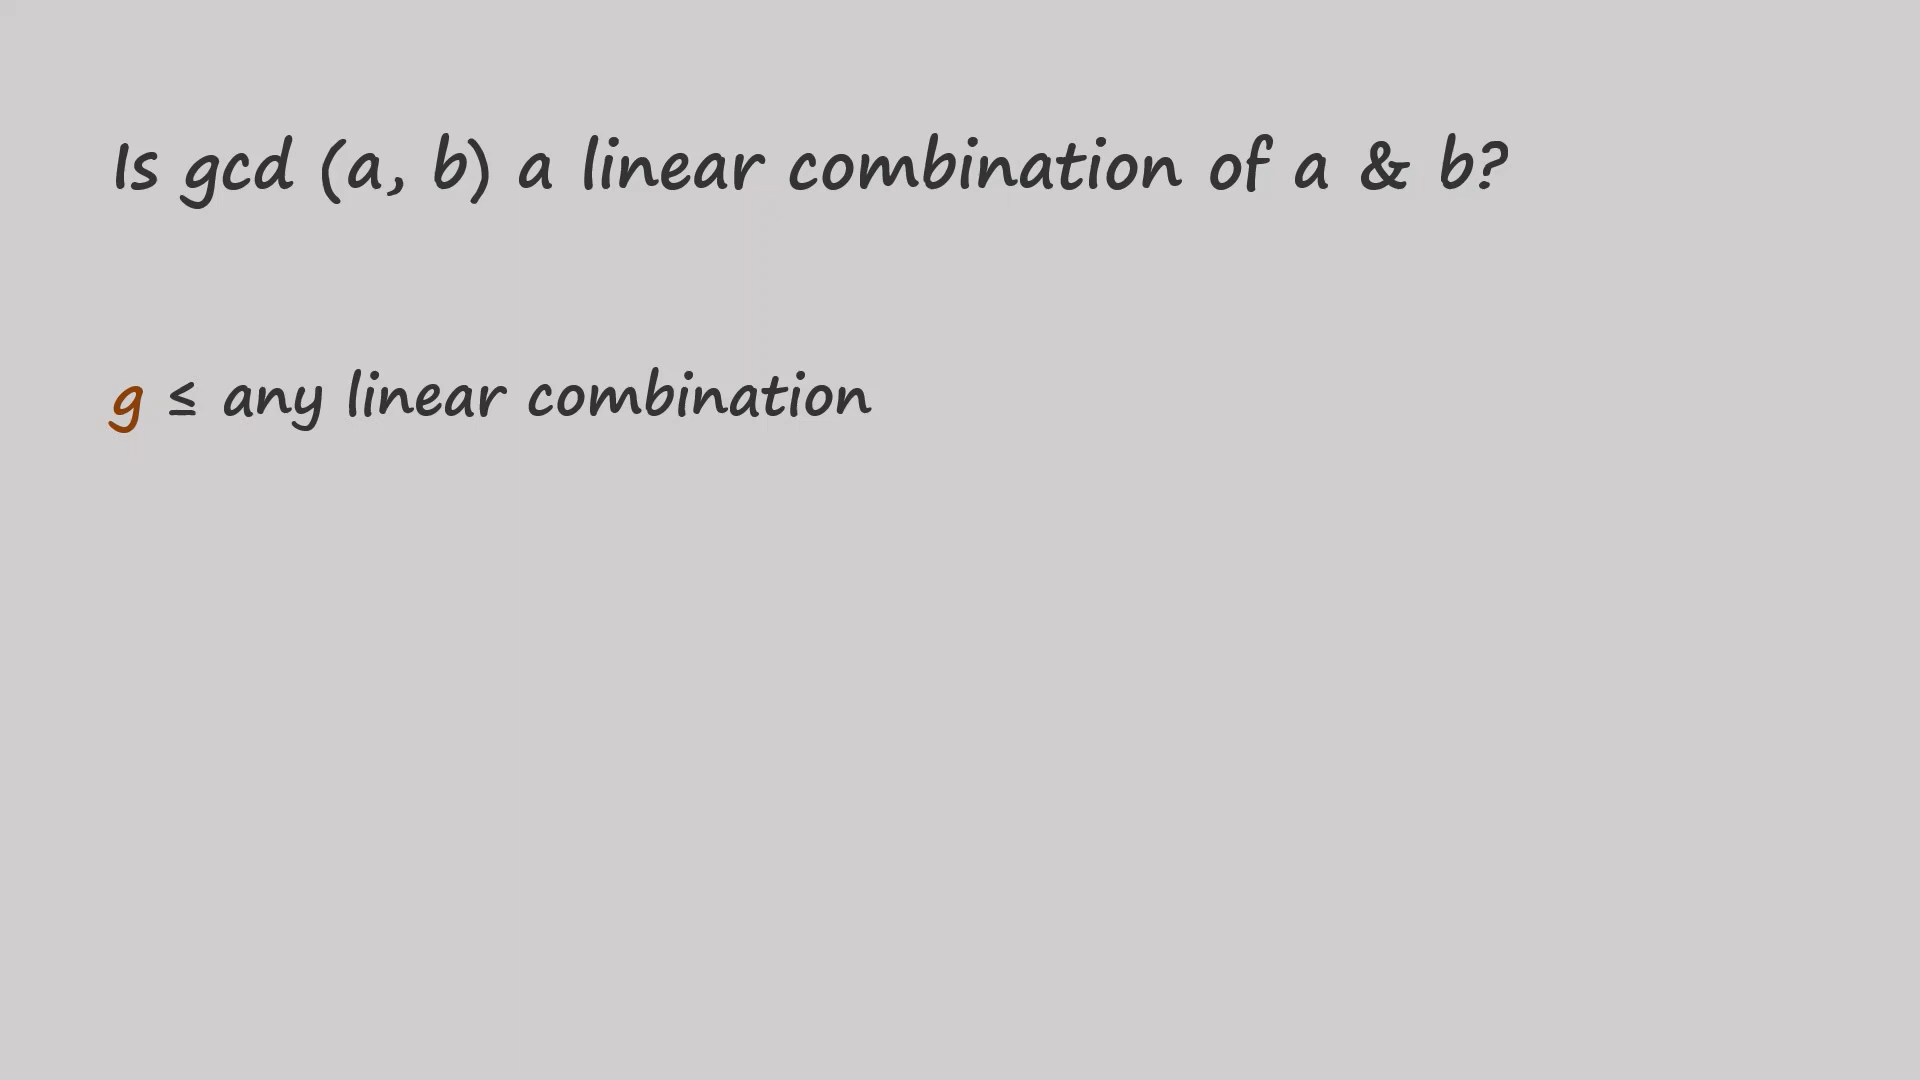 Is gcd (a, b) a linear combination of a & b?
g ≤ any linear combination